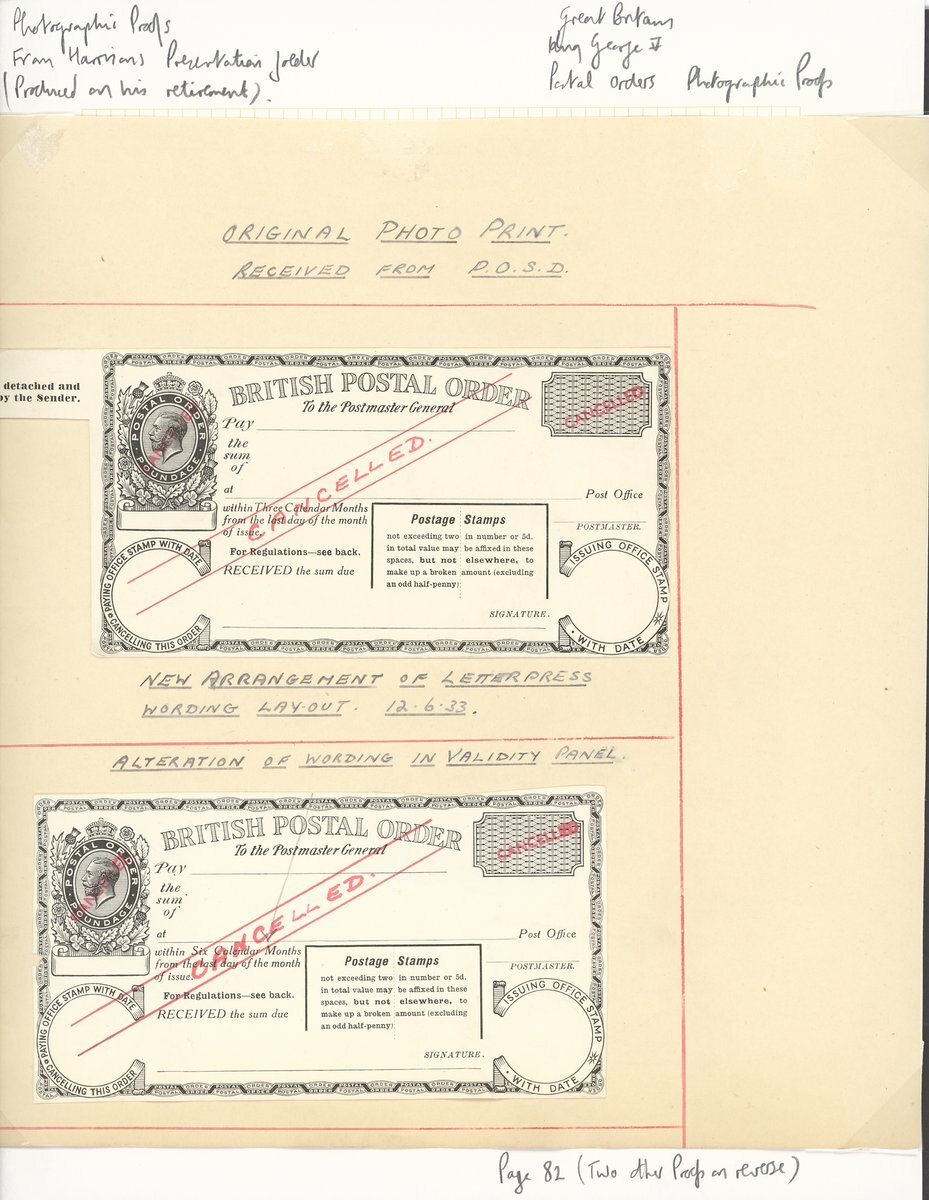 Photographic Proofs
From Harrisons Presentation folder
(Produced on his retirement).
Great Britain
King George V
Postal Orders Photographic Proofs
ORIGINAL PHOTO PRINT.
RECEIVED FROM P.O.S.D.
detached and
by the Sender.
POSTAL ORDER
POUNDAGE
BRITISH POSTAL ORDER
To the Postmaster General
CANCELLED
Pay
the
sum
of
at
Post Office
within Three Calendar Months
from the last day of the month
of issue.
For Regulations—see back.
RECEIVED the sum due
CANCELLED.
Postage Stamps
not exceeding two in number or 5d.
in total value may be affixed in these
spaces, but not elsewhere, to
make up a broken amount (excluding
an odd half-penny)
POSTMASTER.
SIGNATURE.
PAYING OFFICE STAMP WITH DATE
CANCELLING THIS ORDER
ISSUING OFFICE STAMP
WITH DATE
NEW ARRANGEMENT OF LETTERPRESS
WORDING LAY-OUT. 12.6.33.
ALTERATION OF WORDING IN VALIDITY PANEL.
POSTAL ORDER
POUNDAGE
BRITISH POSTAL ORDER
To the Postmaster General
CANCELLED
Pay
the
sum
of
at
Post Office
within Six Calendar Months
from the last day of the month
of issue.
For Regulations—see back.
RECEIVED the sum due
CANCELLED.
Postage Stamps
not exceeding two in number or 5d.
in total value may be affixed in these
spaces, but not elsewhere, to
make up a broken amount (excluding
an odd half-penny)
POSTMASTER.
SIGNATURE.
PAYING OFFICE STAMP WITH DATE
CANCELLING THIS ORDER
ISSUING OFFICE STAMP
WITH DATE
Page 82 (Two other Proofs on reverse)